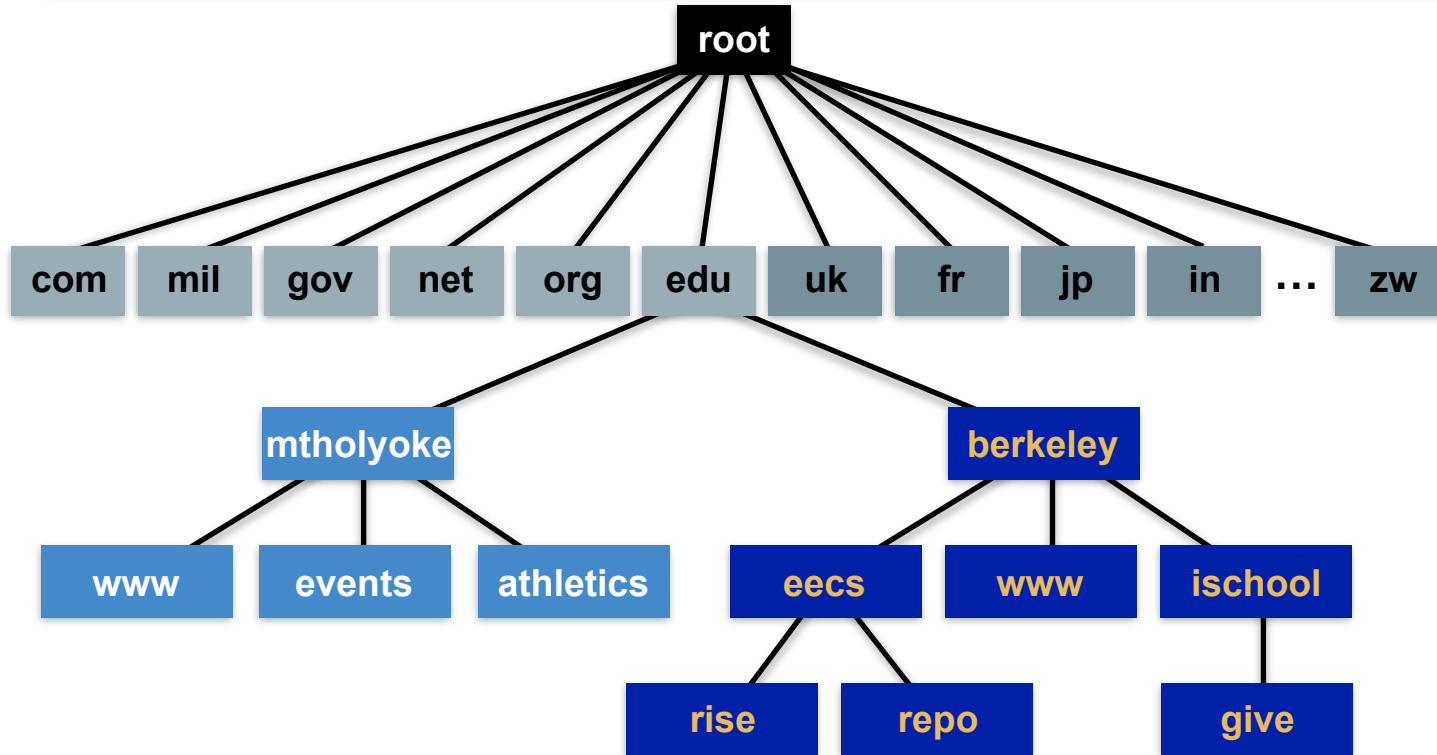 root
com mil gov net org edu uk fr jp in ... zw
mtholyoke berkeley
www events athletics eecs www ischool
rise repo give